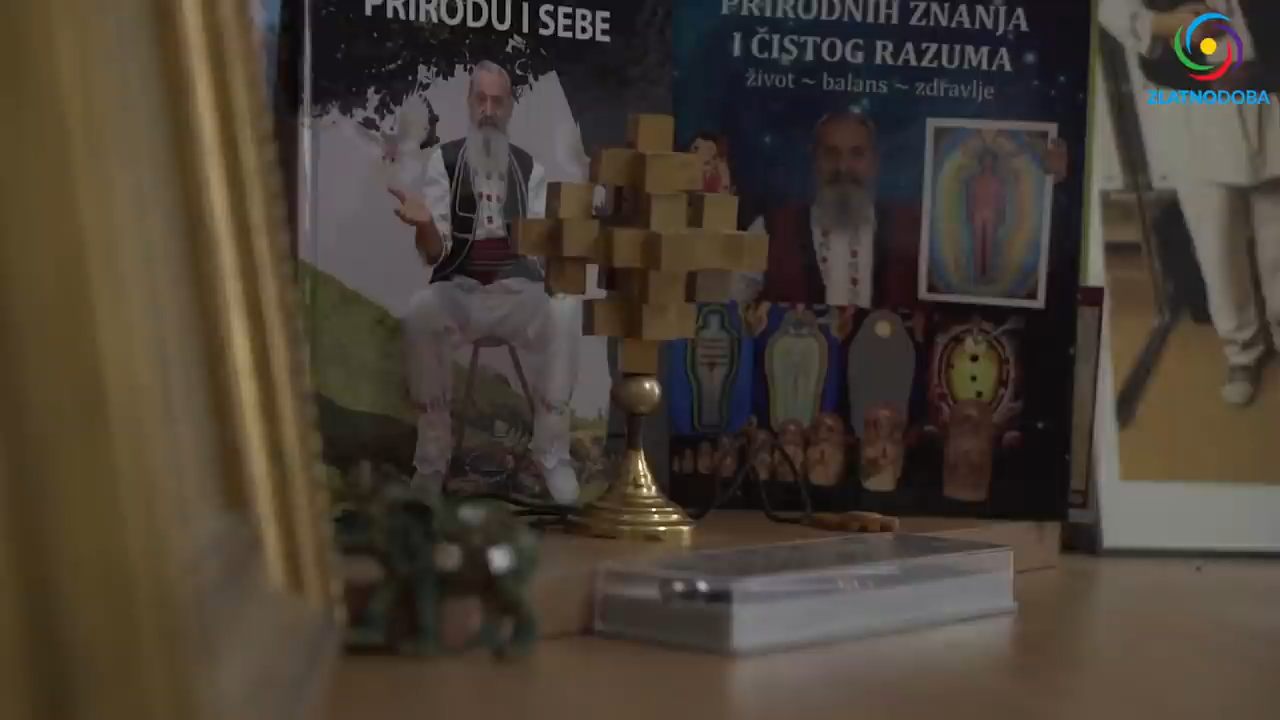 PRIRODU I SEBE
PRIRODNIH ZNANJA
I ČISTOG RAZUMA
život ~ balans ~ zdravlje
ZLATNODOBA